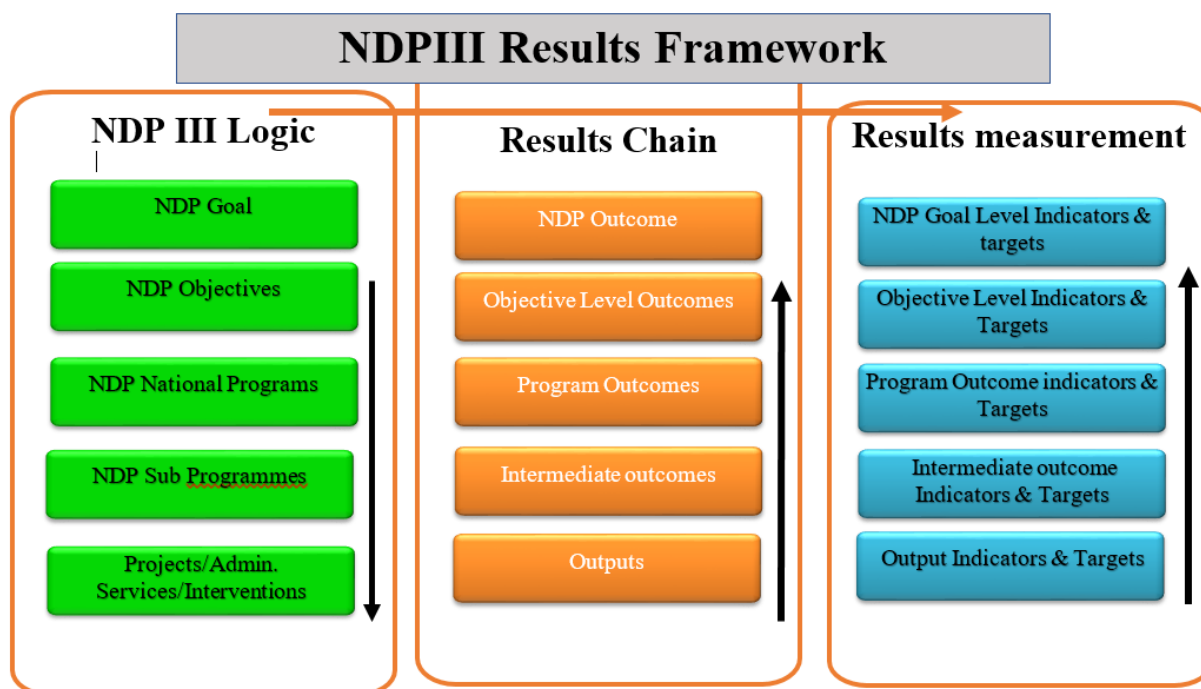 NDPIII Results Framework
NDP III Logic
NDP Goal
NDP Objectives
NDP National Programs
NDP Sub Programmes
Projects/Admin.
Services/Interventions
Results Chain
NDP Outcome
Objective Level Outcomes
Program Outcomes
Intermediate outcomes
Outputs
Results measurement
NDP Goal Level Indicators &
targets
Objective Level Indicators &
Targets
Program Outcome indicators &
Targets
Intermediate outcome
Indicators & Targets
Output Indicators & Targets